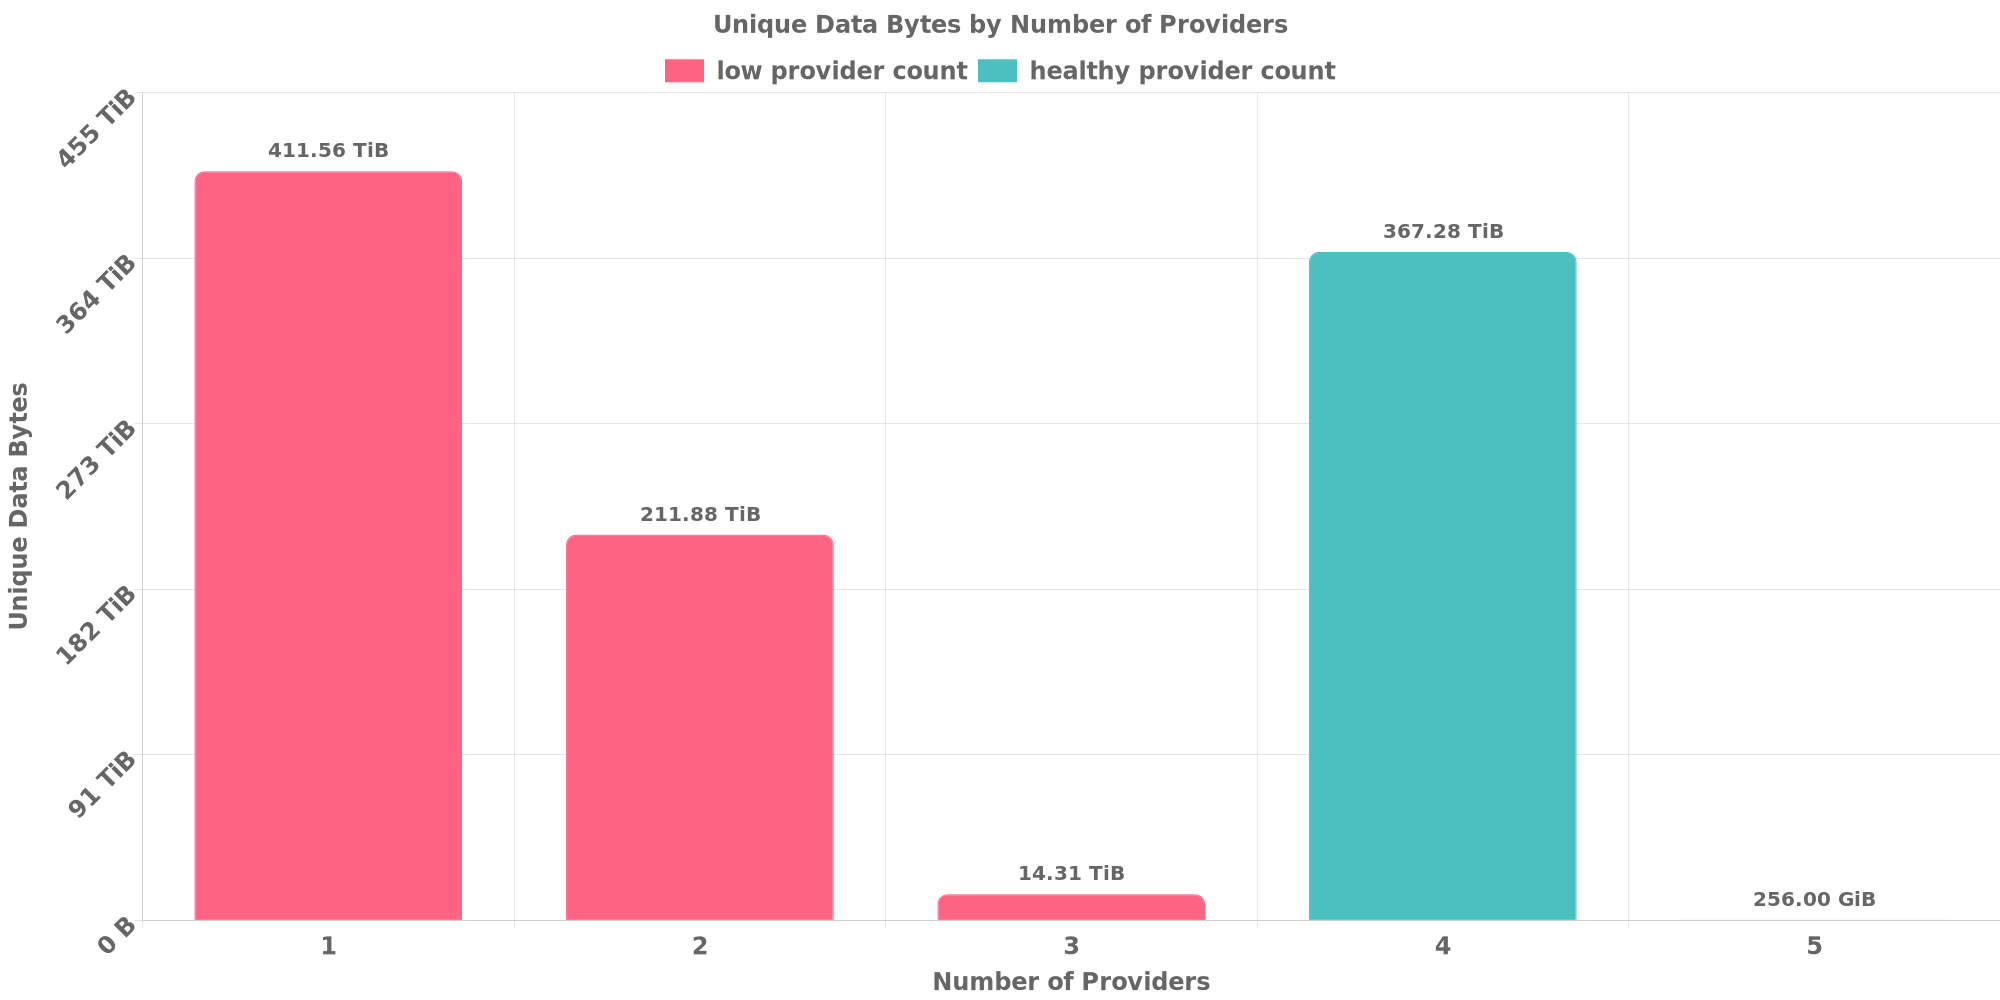 Unique Data Bytes by Number of Providers
low provider count
healthy provider count
455 TiB
364 TiB
273 TiB
182 TiB
91 TiB
0 B
Unique Data Bytes
411.56 TiB
211.88 TiB
14.31 TiB
367.28 TiB
256.00 GiB
1
2
3
4
5
Number of Providers